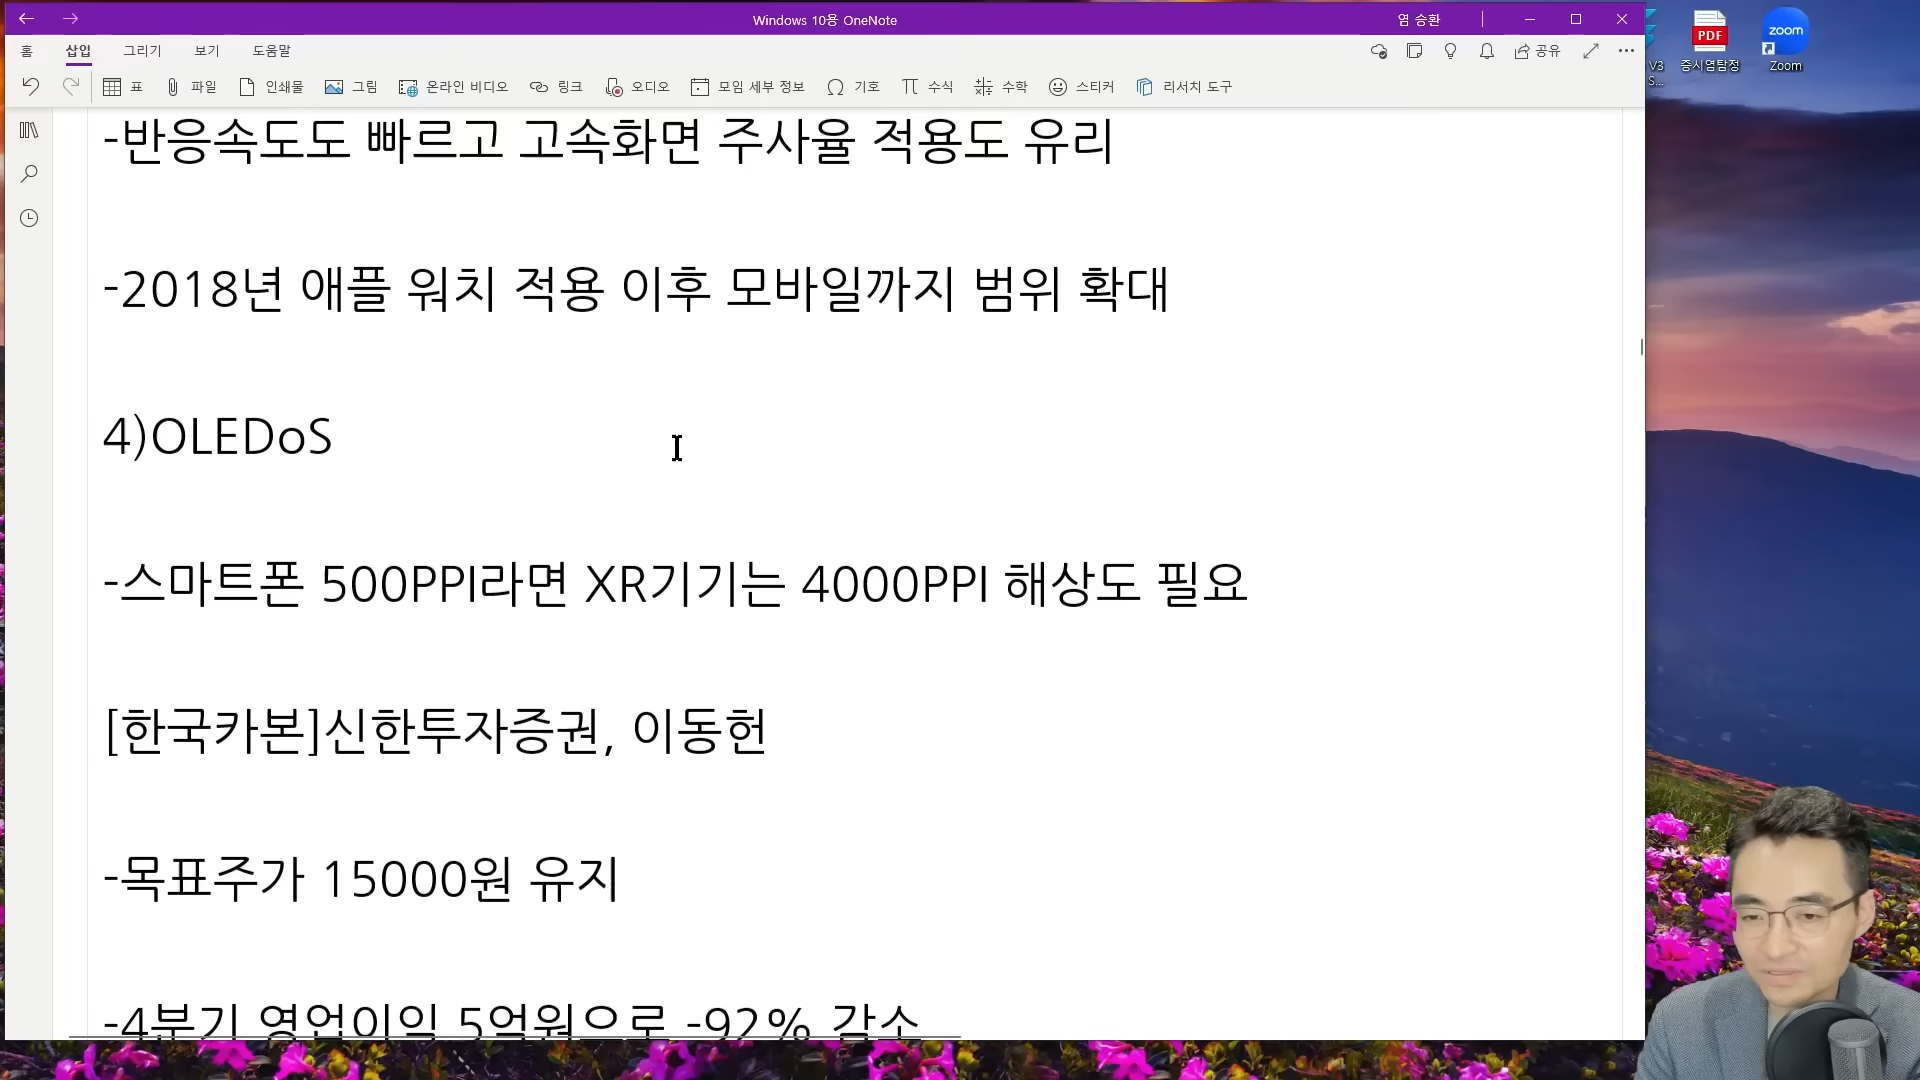 Windows 10용 OneNote
염 승환
홈 삽입 그리기 보기 도움말
공유
표 파일 인쇄물 그림 온라인 비디오 링크 오디오 모임 세부 정보 기호 수식 수학 스티커 리서치 도구
-반응속도도 빠르고 고속화면 주사율 적용도 유리
-2018년 애플 워치 적용 이후 모바일까지 범위 확대
4)OLEDoS
-스마트폰 500PPI라면 XR기기는 4000PPI 해상도 필요
[한국카본]신한투자증권, 이동헌
-목표주가 15000원 유지
-4분기 영업이익 5억원으로 -92% 감소
V3
S...
PDF
증시염탐정
zoom
Zoom